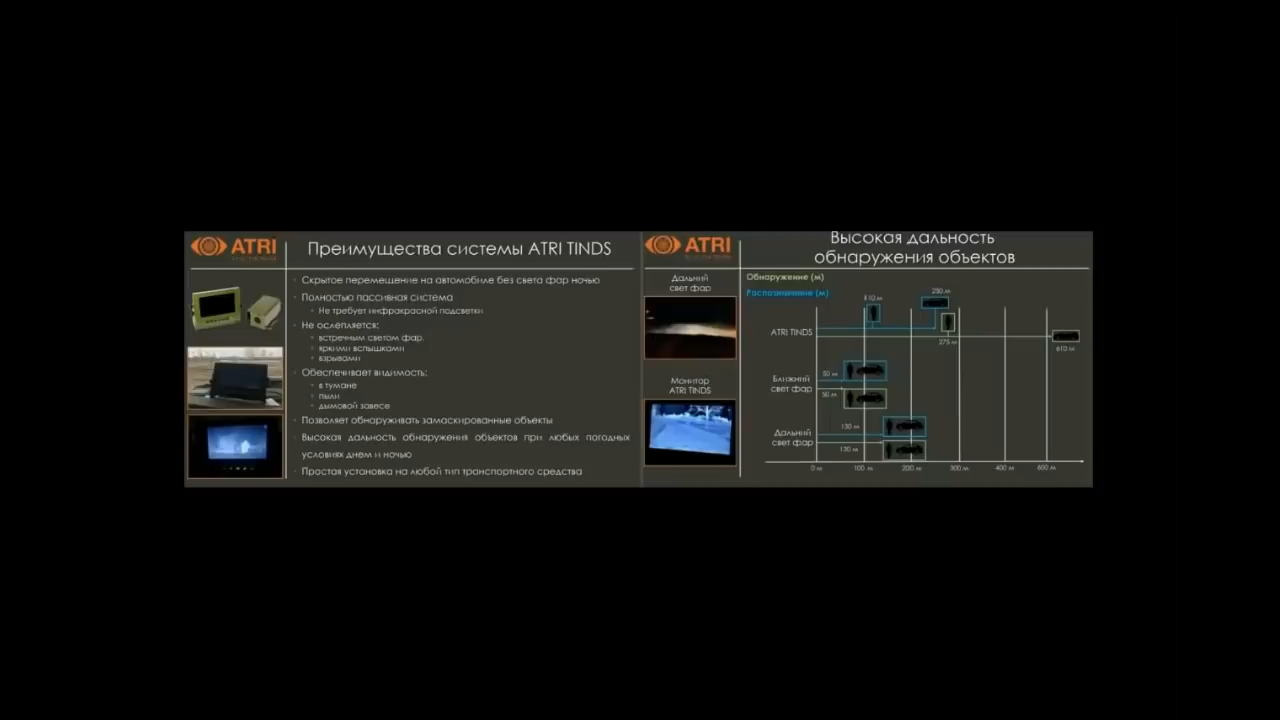 ATRI
Преимущества системы ATRI TINDS
Скрытое перемещение на автомобиле без света фар ночью
Полностью пассивная система
Не требует инфракрасной подсветки
Не ослепляется:
встречным светом фар.
яркими вспышками
взрывами
Обеспечивает видимость:
в тумане
пыли
дымовой завесе
Позволяет обнаруживать замаскированные объекты
Высокая дальность обнаружения объектов при любых погодных
условиях днем и ночью
Простая установка на любой тип транспортного средства
ATRI
Высокая дальность
обнаружения объектов
Дальний
свет фар
Монитор
ATRI TINDS
Обнаружение (м)
Распознавание (м)
110 м
250 м
ATRI TINDS
275 м
610 м
Ближний
свет фар
50 м
50 м
Дальний
свет фар
130 м
130 м
0 м 100 м 200 м 300 м 400 м 600 м